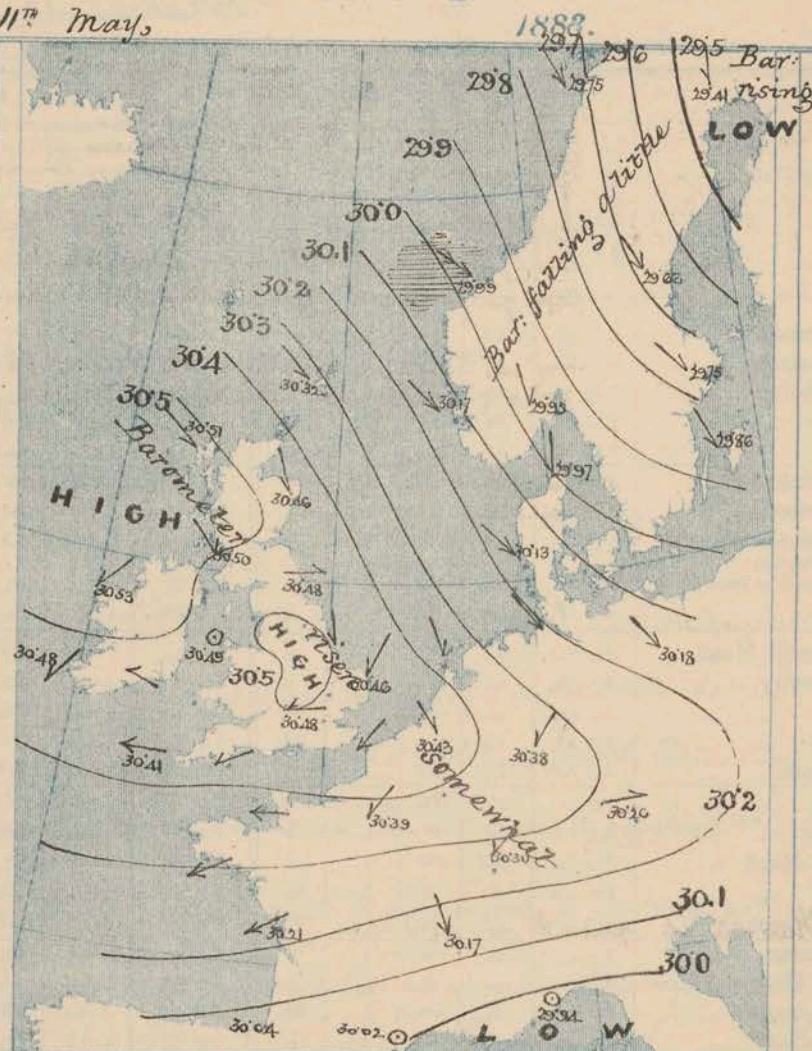 11TH May,
1882.
29.7 29.6 29.5 Bar:
29.8 29.75 29.41 rising
LOW
29.9
30.0
30.1 29.99
30.2 29.62
30.3
30.4 30.32
30.5 30.51 30.17 29.93 29.75
Bar: falling a little
29.86
29.97
30.46
Barometer
HIGH
30.50 30.13
30.53 30.48
30.48 30.49 30.18
30.5 HIGH risen 30.46
30.48
30.41 30.43 30.38
somewhat
30.39 30.26 30.2
30.30
30.21 30.17 30.1
30.0
29.94
30.04 30.02 LOW